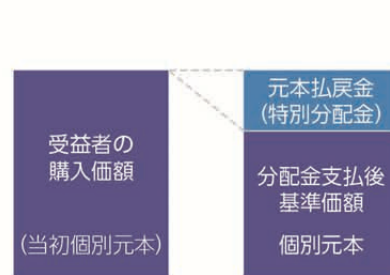 受益者の
購入価額
(当初個別元本)
元本払戻金
(特別分配金)
分配金支払後
基準価額
個別元本